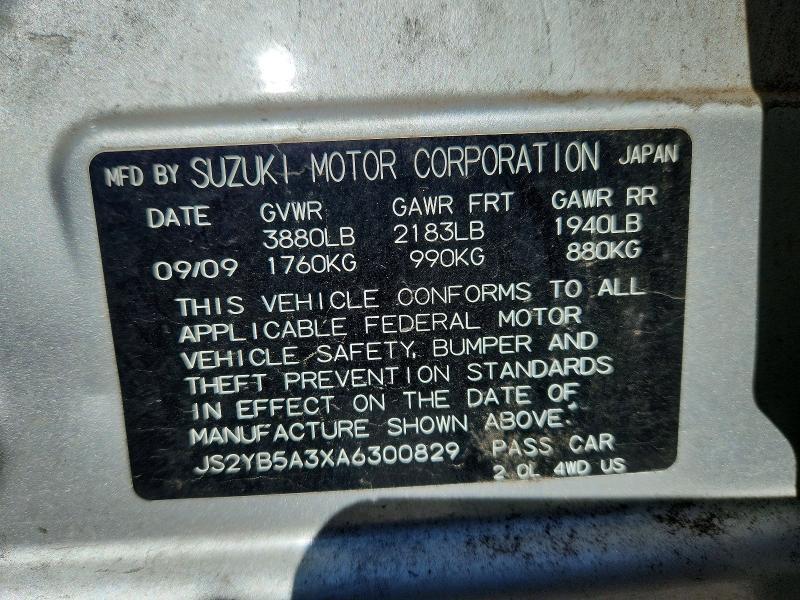 MFD BY SUZUKI MOTOR CORPORATION JAPAN
DATE GVWR GAWR FRT GAWR RR
3880LB 2183LB 1940LB
09/09 1760KG 990KG 880KG
THIS VEHICLE CONFORMS TO ALL
APPLICABLE FEDERAL MOTOR
VEHICLE SAFETY, BUMPER AND
THEFT PREVENTION STANDARDS
IN EFFECT ON THE DATE OF
MANUFACTURE SHOWN ABOVE.
JS2YB5A3XA6300829 PASS CAR
2.0L 4WD US